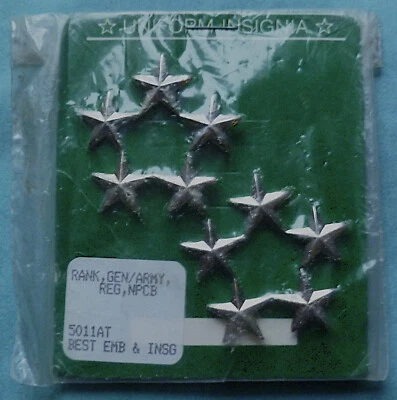 ☆ UNIFORM INSIGNIA ☆
RANK,GEN/ARMY,
REG,NPCB
5011AT
BEST EMB & INSG